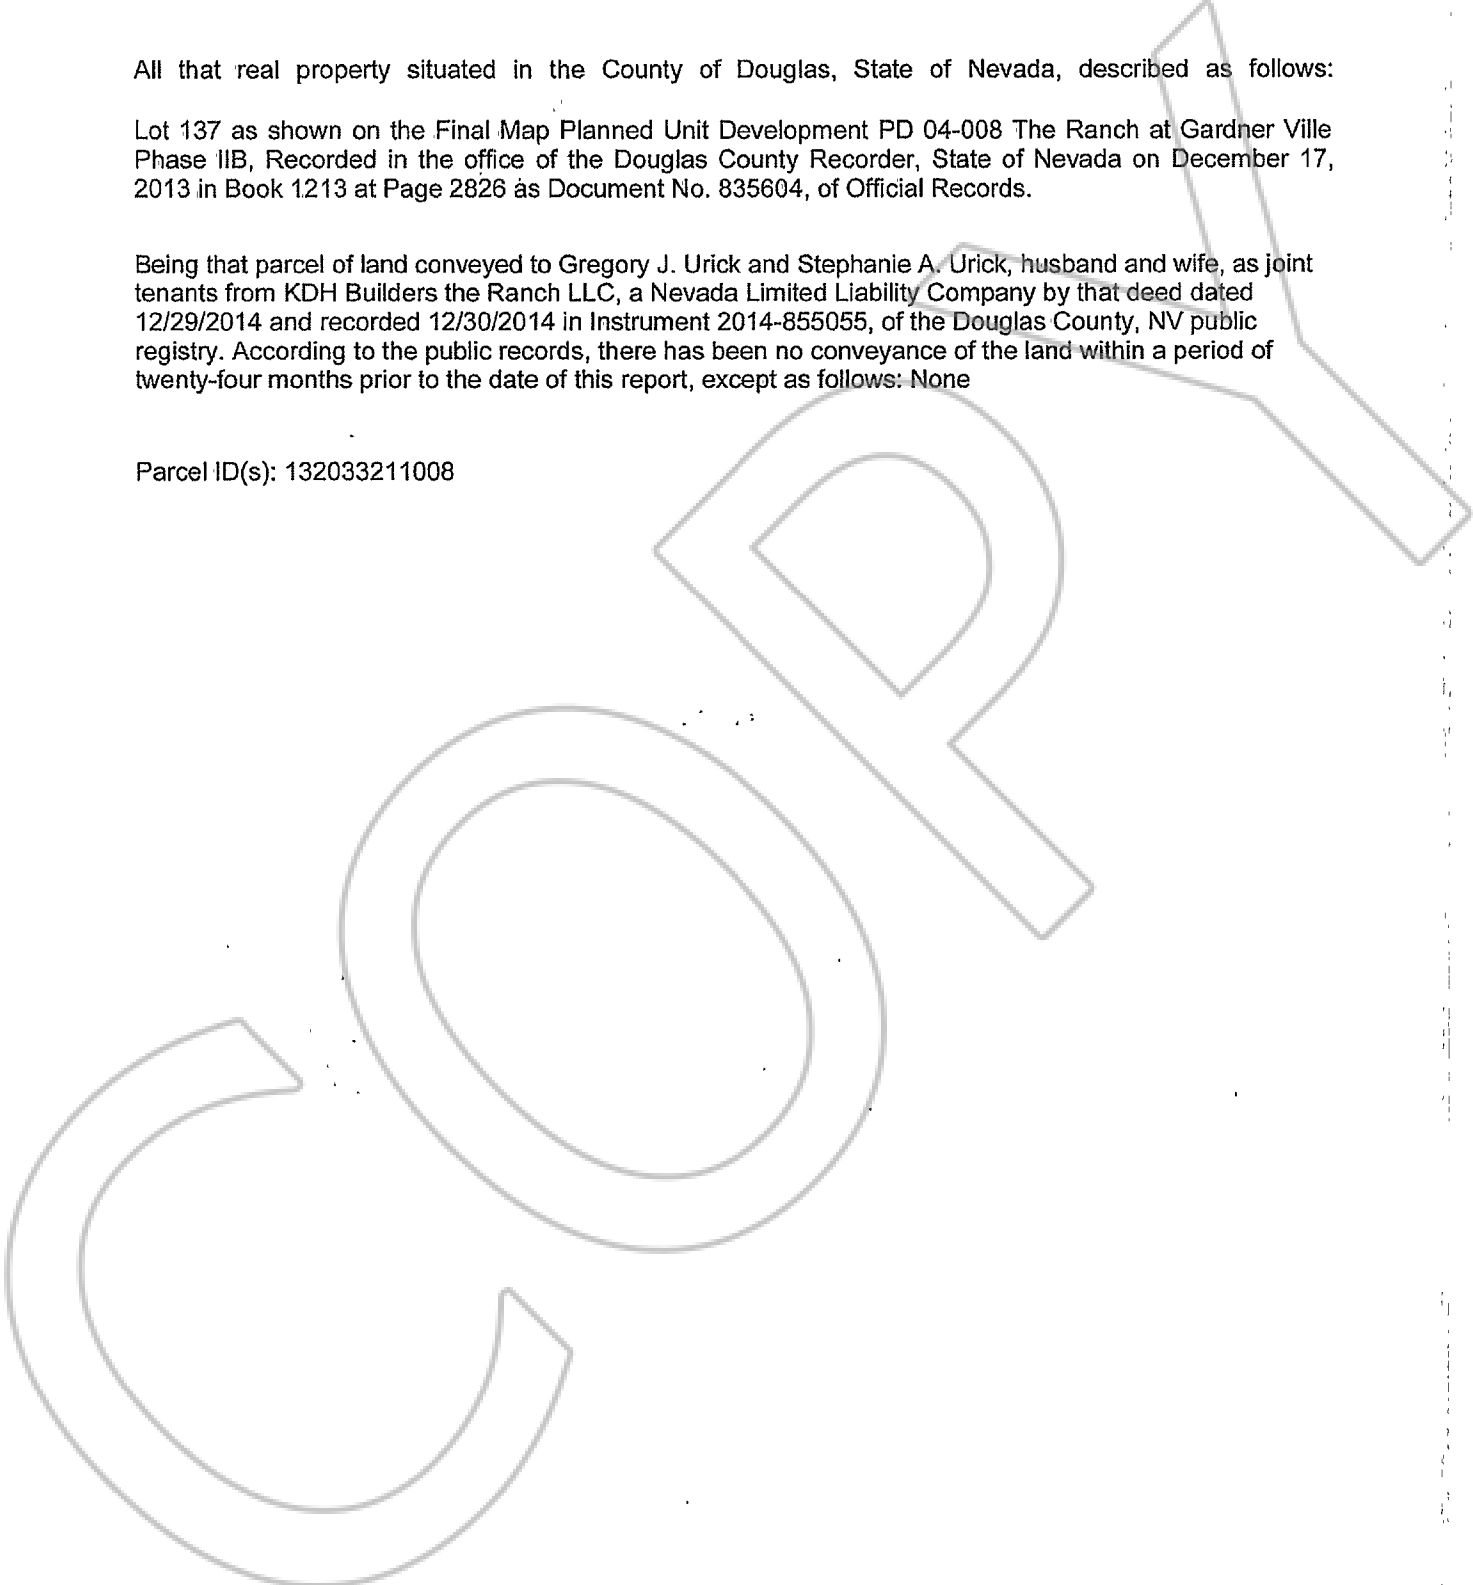 All that real property situated in the County of Douglas, State of Nevada, described as follows:
Lot 137 as shown on the Final Map Planned Unit Development PD 04-008 The Ranch at Gardner Ville
Phase IIB, Recorded in the office of the Douglas County Recorder, State of Nevada on December 17,
2013 in Book 1213 at Page 2826 as Document No. 835604, of Official Records.
Being that parcel of land conveyed to Gregory J. Urick and Stephanie A. Urick, husband and wife, as joint
tenants from KDH Builders the Ranch LLC, a Nevada Limited Liability Company by that deed dated
12/29/2014 and recorded 12/30/2014 in Instrument 2014-855055, of the Douglas County, NV public
registry. According to the public records, there has been no conveyance of the land within a period of
twenty-four months prior to the date of this report, except as follows: None
Parcel ID(s): 132033211008
COPY